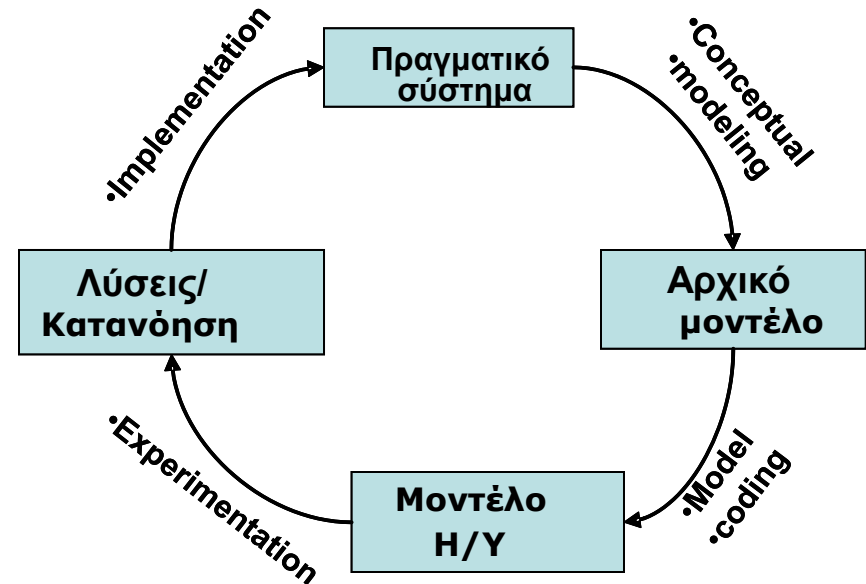 Πραγματικό
σύστημα
•Conceptual
•modeling
Αρχικό
μοντέλο
•Model
•coding
Μοντέλο
Η/Υ
•Experimentation
Λύσεις/
Κατανόηση
•Implementation